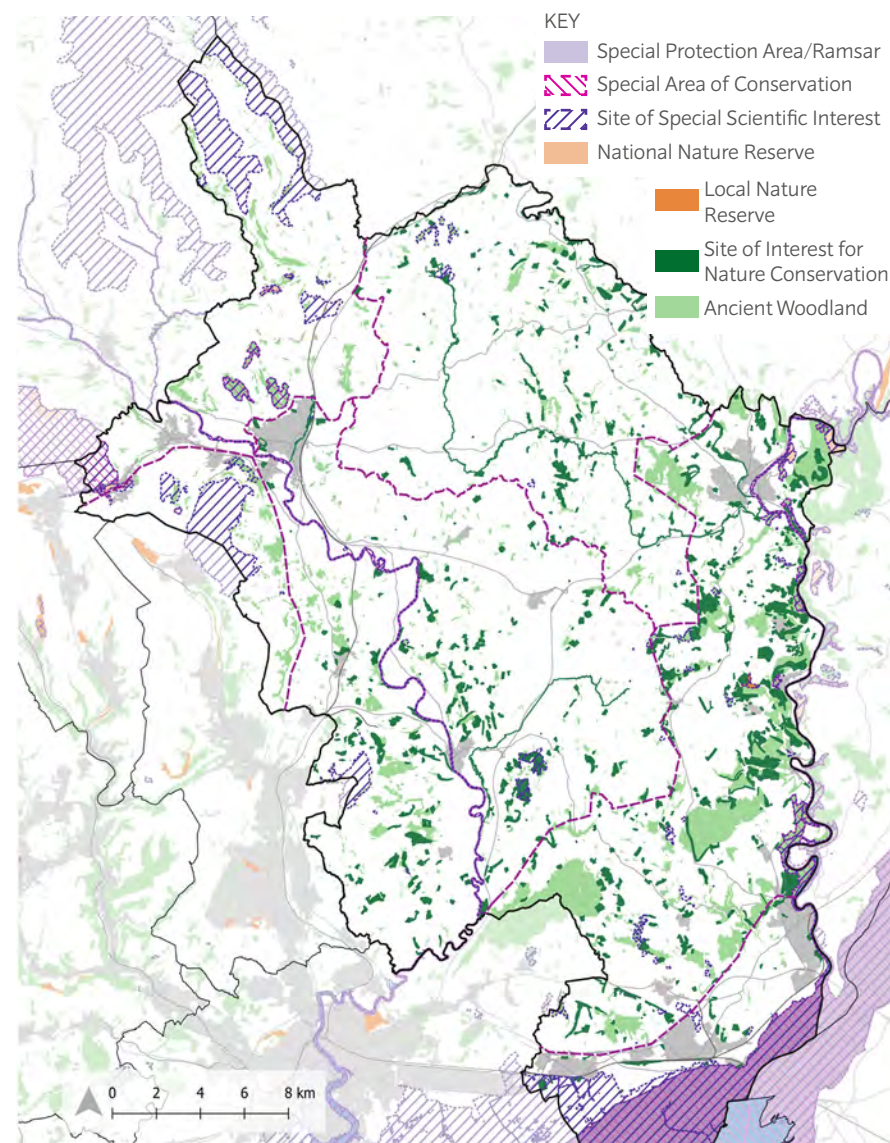 KEY
Special Protection Area/Ramsar
Special Area of Conservation
Site of Special Scientific Interest
National Nature Reserve
Local Nature
Reserve
Site of Interest for
Nature Conservation
Ancient Woodland
0 2 4 6 8 km